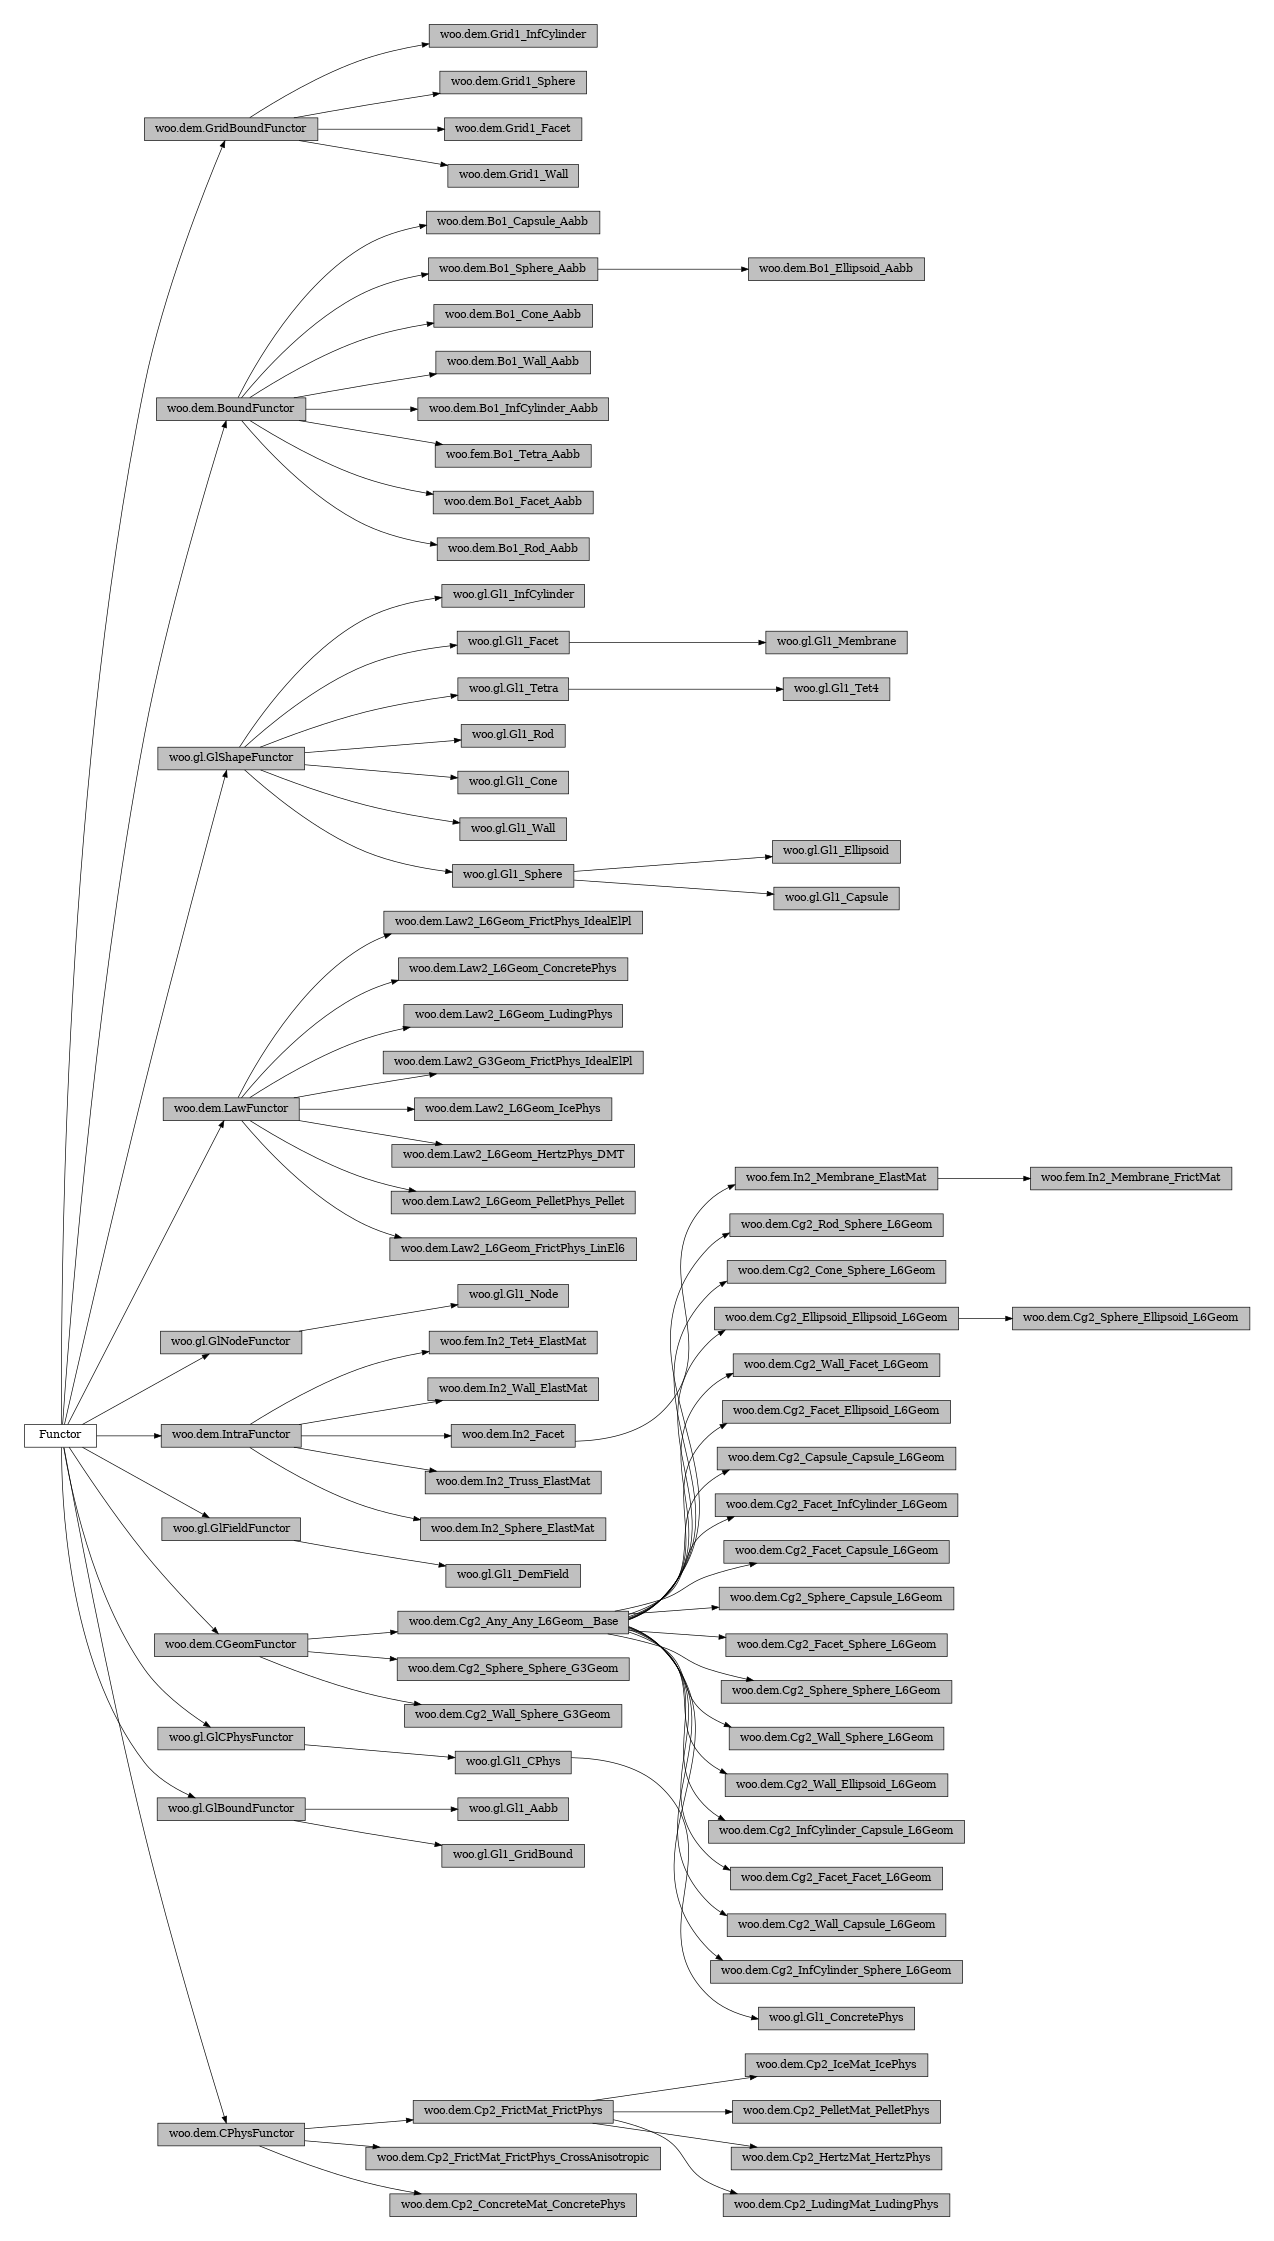 woo.dem.Grid1_InfCylinder
woo.dem.Grid1_Sphere
woo.dem.GridBoundFunctor
woo.dem.Grid1_Facet
woo.dem.Grid1_Wall
woo.dem.Bo1_Capsule_Aabb
woo.dem.Bo1_Sphere_Aabb
woo.dem.Bo1_Ellipsoid_Aabb
woo.dem.Bo1_Cone_Aabb
woo.dem.Bo1_Wall_Aabb
woo.dem.BoundFunctor
woo.dem.Bo1_InfCylinder_Aabb
woo.fem.Bo1_Tetra_Aabb
woo.dem.Bo1_Facet_Aabb
woo.dem.Bo1_Rod_Aabb
woo.gl.Gl1_InfCylinder
woo.gl.Gl1_Facet
woo.gl.Gl1_Membrane
woo.gl.Gl1_Tetra
woo.gl.Gl1_Tet4
woo.gl.Gl1_Rod
woo.gl.GlShapeFunctor
woo.gl.Gl1_Cone
woo.gl.Gl1_Wall
woo.gl.Gl1_Ellipsoid
woo.gl.Gl1_Sphere
woo.gl.Gl1_Capsule
woo.dem.Law2_L6Geom_FrictPhys_IdealElPl
woo.dem.Law2_L6Geom_ConcretePhys
woo.dem.Law2_L6Geom_LudingPhys
woo.dem.Law2_G3Geom_FrictPhys_IdealElPl
woo.dem.LawFunctor
woo.dem.Law2_L6Geom_IcePhys
woo.dem.Law2_L6Geom_HertzPhys_DMT
woo.fem.In2_Membrane_ElastMat
woo.fem.In2_Membrane_FrictMat
woo.dem.Law2_L6Geom_PelletPhys_Pellet
woo.dem.Cg2_Rod_Sphere_L6Geom
woo.dem.Law2_L6Geom_FrictPhys_LinEl6
woo.dem.Cg2_Cone_Sphere_L6Geom
woo.gl.Gl1_Node
woo.dem.Cg2_Ellipsoid_Ellipsoid_L6Geom
woo.dem.Cg2_Sphere_Ellipsoid_L6Geom
woo.gl.GlNodeFunctor
woo.fem.In2_Tet4_ElastMat
woo.dem.Cg2_Wall_Facet_L6Geom
woo.dem.In2_Wall_ElastMat
woo.dem.Cg2_Facet_Ellipsoid_L6Geom
Functor
woo.dem.IntraFunctor
woo.dem.In2_Facet
woo.dem.Cg2_Capsule_Capsule_L6Geom
woo.dem.In2_Truss_ElastMat
woo.dem.Cg2_Facet_InfCylinder_L6Geom
woo.gl.GlFieldFunctor
woo.dem.In2_Sphere_ElastMat
woo.dem.Cg2_Facet_Capsule_L6Geom
woo.gl.Gl1_DemField
woo.dem.Cg2_Sphere_Capsule_L6Geom
woo.dem.Cg2_Any_Any_L6Geom__Base
woo.dem.CGeomFunctor
woo.dem.Cg2_Facet_Sphere_L6Geom
woo.dem.Cg2_Sphere_Sphere_G3Geom
woo.dem.Cg2_Sphere_Sphere_L6Geom
woo.dem.Cg2_Wall_Sphere_G3Geom
woo.gl.GlCPhysFunctor
woo.dem.Cg2_Wall_Sphere_L6Geom
woo.gl.Gl1_CPhys
woo.dem.Cg2_Wall_Ellipsoid_L6Geom
woo.gl.GlBoundFunctor
woo.gl.Gl1_Aabb
woo.dem.Cg2_InfCylinder_Capsule_L6Geom
woo.gl.Gl1_GridBound
woo.dem.Cg2_Facet_Facet_L6Geom
woo.dem.Cg2_Wall_Capsule_L6Geom
woo.dem.Cg2_InfCylinder_Sphere_L6Geom
woo.gl.Gl1_ConcretePhys
woo.dem.Cp2_IceMat_IcePhys
woo.dem.Cp2_FrictMat_FrictPhys
woo.dem.Cp2_PelletMat_PelletPhys
woo.dem.CPhysFunctor
woo.dem.Cp2_FrictMat_FrictPhys_CrossAnisotropic
woo.dem.Cp2_HertzMat_HertzPhys
woo.dem.Cp2_ConcreteMat_ConcretePhys
woo.dem.Cp2_LudingMat_LudingPhys